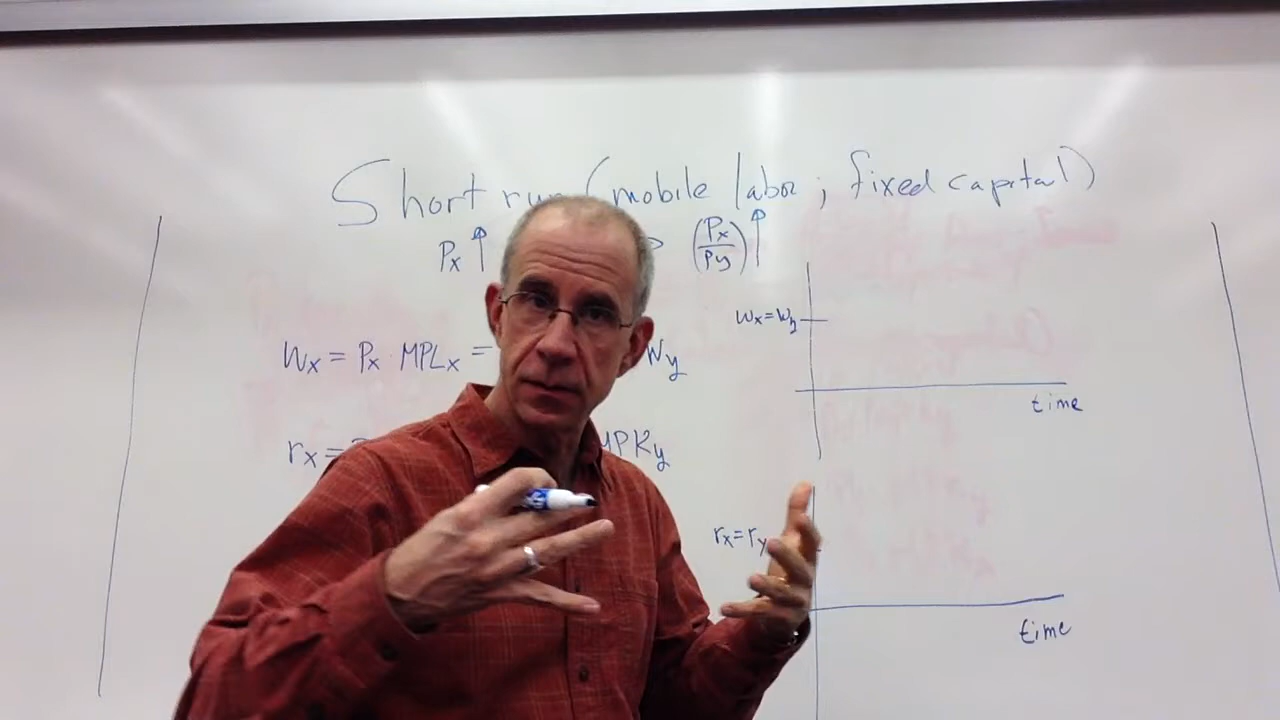 Short (mobile labor ; fixed capital)
Px ↑ (Px/Py) ↑
Wx = Px MPLx = Wy
rx = MPKy
wx=wy
time
rx=ry
time